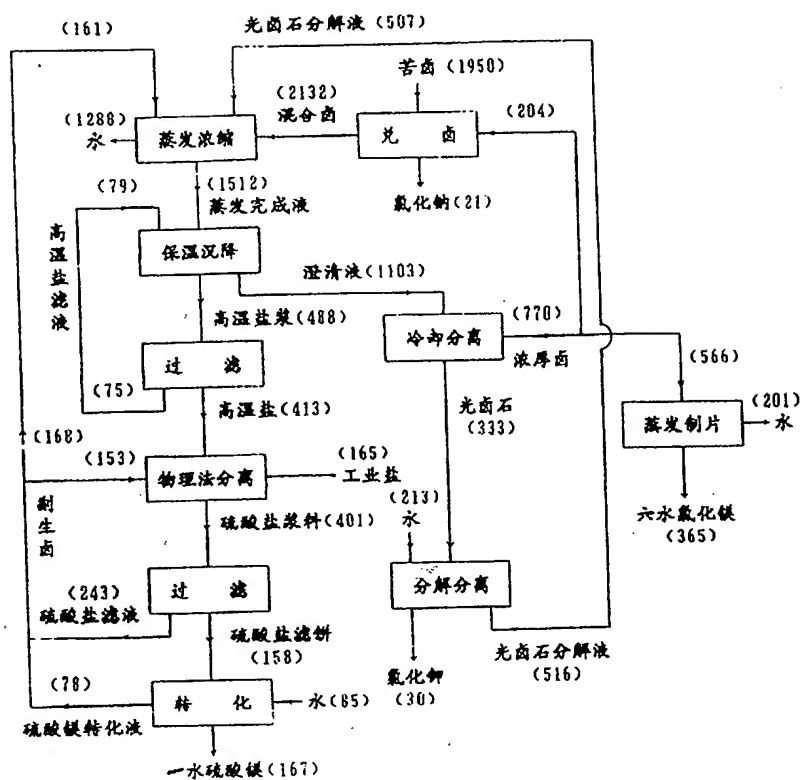 (161)
光卤石分解液(507)
苦卤(1950)
(2132)
混合卤
(204)
(1288)
水
蒸发浓缩
兑 卤
(79)
(1512)
蒸发完成液
氯化钠(21)
高温盐滤液
保温沉降
澄清液(1103)
高温盐浆(488)
(770)
冷却分离
浓厚卤
过 滤
(75)
(566)
光卤石
(333)
高温盐(413)
(201)
水
蒸发制片
(168)
(153)
(165)
工业盐
物理法分离
(213)
水
副生卤
硫酸盐浆料(401)
六水氯化镁
(365)
(243)
硫酸盐滤液
过 滤
分解分离
硫酸盐滤饼
(158)
光卤石分解液
(516)
氯化钾
(30)
(78)
转 化
水(85)
硫酸镁转化液
一水硫酸镁(167)